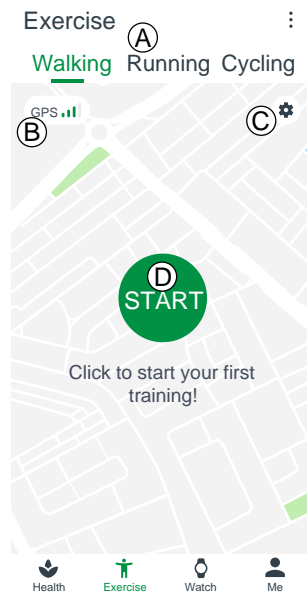 Exercise
A
Walking Running Cycling
GPS
B
C
D
START
Click to start your first
training!
Health Exercise Watch Me